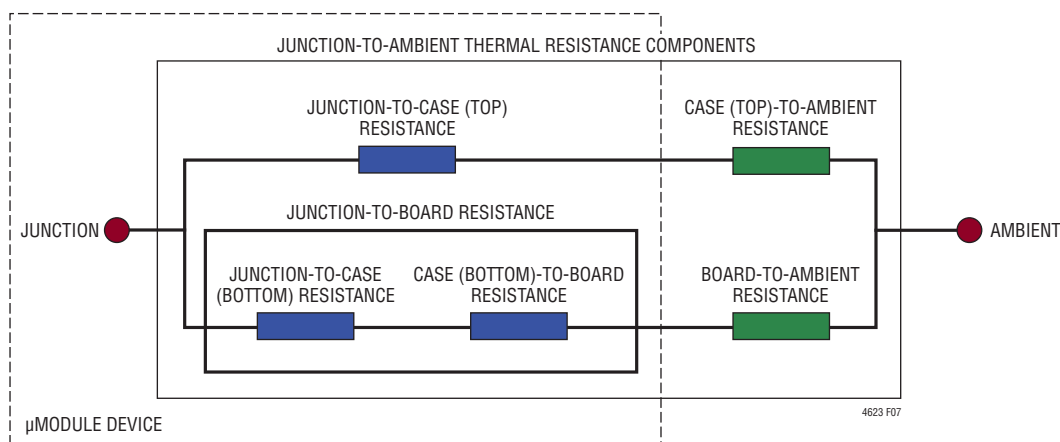 JUNCTION-TO-AMBIENT THERMAL RESISTANCE COMPONENTS
JUNCTION-TO-CASE (TOP)
RESISTANCE
CASE (TOP)-TO-AMBIENT
RESISTANCE
JUNCTION-TO-BOARD RESISTANCE
JUNCTION
AMBIENT
JUNCTION-TO-CASE
(BOTTOM) RESISTANCE
CASE (BOTTOM)-TO-BOARD
RESISTANCE
BOARD-TO-AMBIENT
RESISTANCE
4623 F07
µMODULE DEVICE